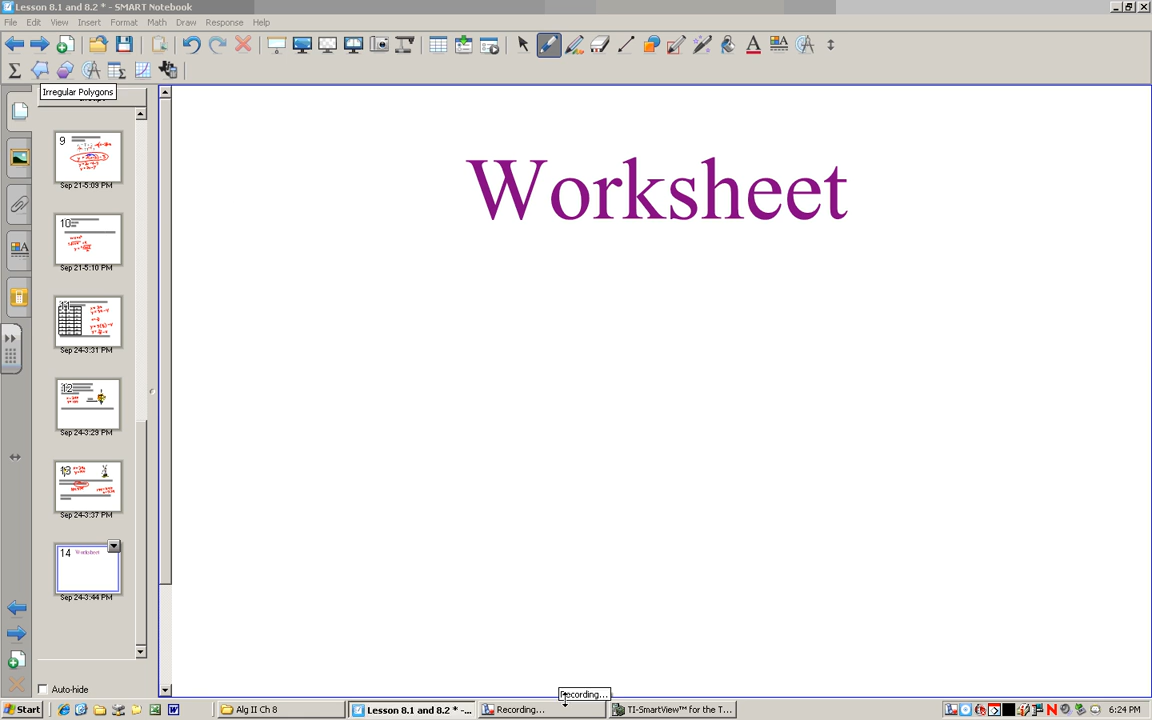 Lesson 8.1 and 8.2 * - SMART Notebook
File Edit View Insert Format Math Draw Response Help
Irregular Polygons
Worksheet
9
Sep 21-5:09 PM
10
Sep 21-5:10 PM
11
Sep 24-3:31 PM
12
Sep 24-3:29 PM
13
Sep 24-3:37 PM
14 Worksheet
Sep 24-3:44 PM
Auto-hide
Recording...
Start
Alg II Ch 8
Lesson 8.1 and 8.2 * -...
Recording...
TI-SmartView™ for the T...
6:24 PM